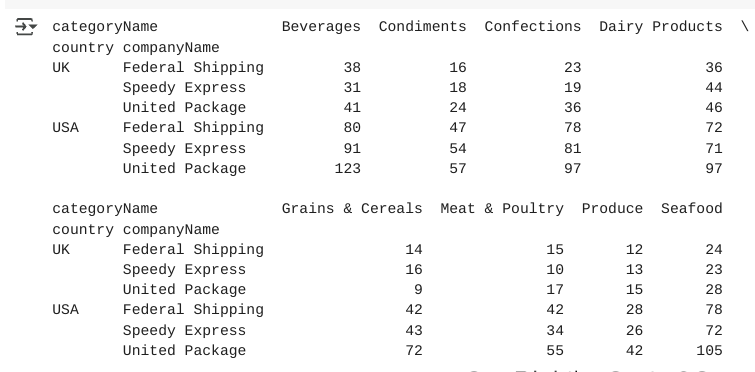 categoryName              Beverages  Condiments  Confections  Dairy Products  \
country companyName
UK      Federal Shipping         38          16           23              36
        Speedy Express           31          18           19              44
        United Package           41          24           36              46
USA     Federal Shipping         80          47           78              72
        Speedy Express           91          54           81              71
        United Package          123          57           97              97
categoryName              Grains & Cereals  Meat & Poultry  Produce  Seafood
country companyName
UK      Federal Shipping                14              15       12       24
        Speedy Express                  16              10       13       23
        United Package                   9              17       15       28
USA     Federal Shipping                42              42       28       78
        Speedy Express                  43              34       26       72
        United Package                  72              55       42      105